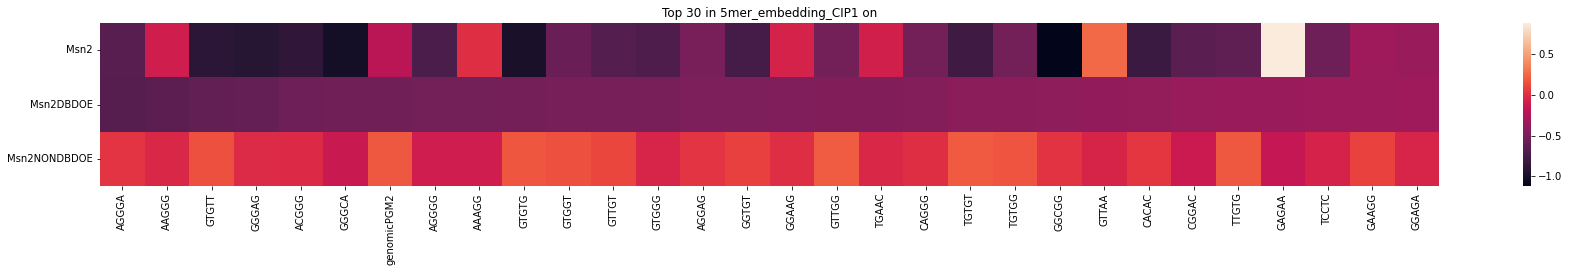 Top 30 in 5mer_embedding_CIP1 on
Msn2
Msn2DBDOE
Msn2NONDBDOE
0.5
0.0
−0.5
−1.0
AGGGA
AAGGG
GTGTT
GGGAG
ACGGG
GGGCA
genomicPGM2
AGGGG
AAAGG
GTGTG
GTGGT
GTTGT
GTGGG
AGGAG
GGTGT
GGAAG
GTTGG
TGAAC
CAGGG
TGTGT
TGTGG
GGCGG
GTTAA
CACAC
CGGAC
TTGTG
GAGAA
TCCTC
GAAGG
GGAGA